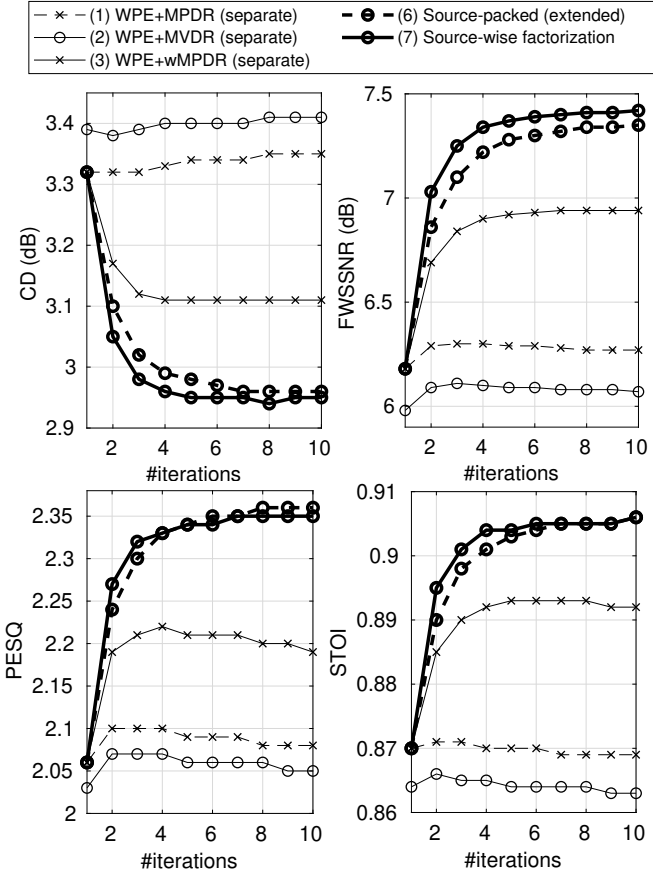 (1) WPE+MPDR (separate)
(2) WPE+MVDR (separate)
(3) WPE+wMPDR (separate)
(6) Source-packed (extended)
(7) Source-wise factorization
3.4
3.3
3.2
3.1
3
2.9
CD (dB)
2 4 6 8 10
#iterations
7.5
7
6.5
6
FWSSNR (dB)
2 4 6 8 10
#iterations
2.35
2.3
2.25
2.2
2.15
2.1
2.05
2
PESQ
2 4 6 8 10
#iterations
0.91
0.9
0.89
0.88
0.87
0.86
STOI
2 4 6 8 10
#iterations